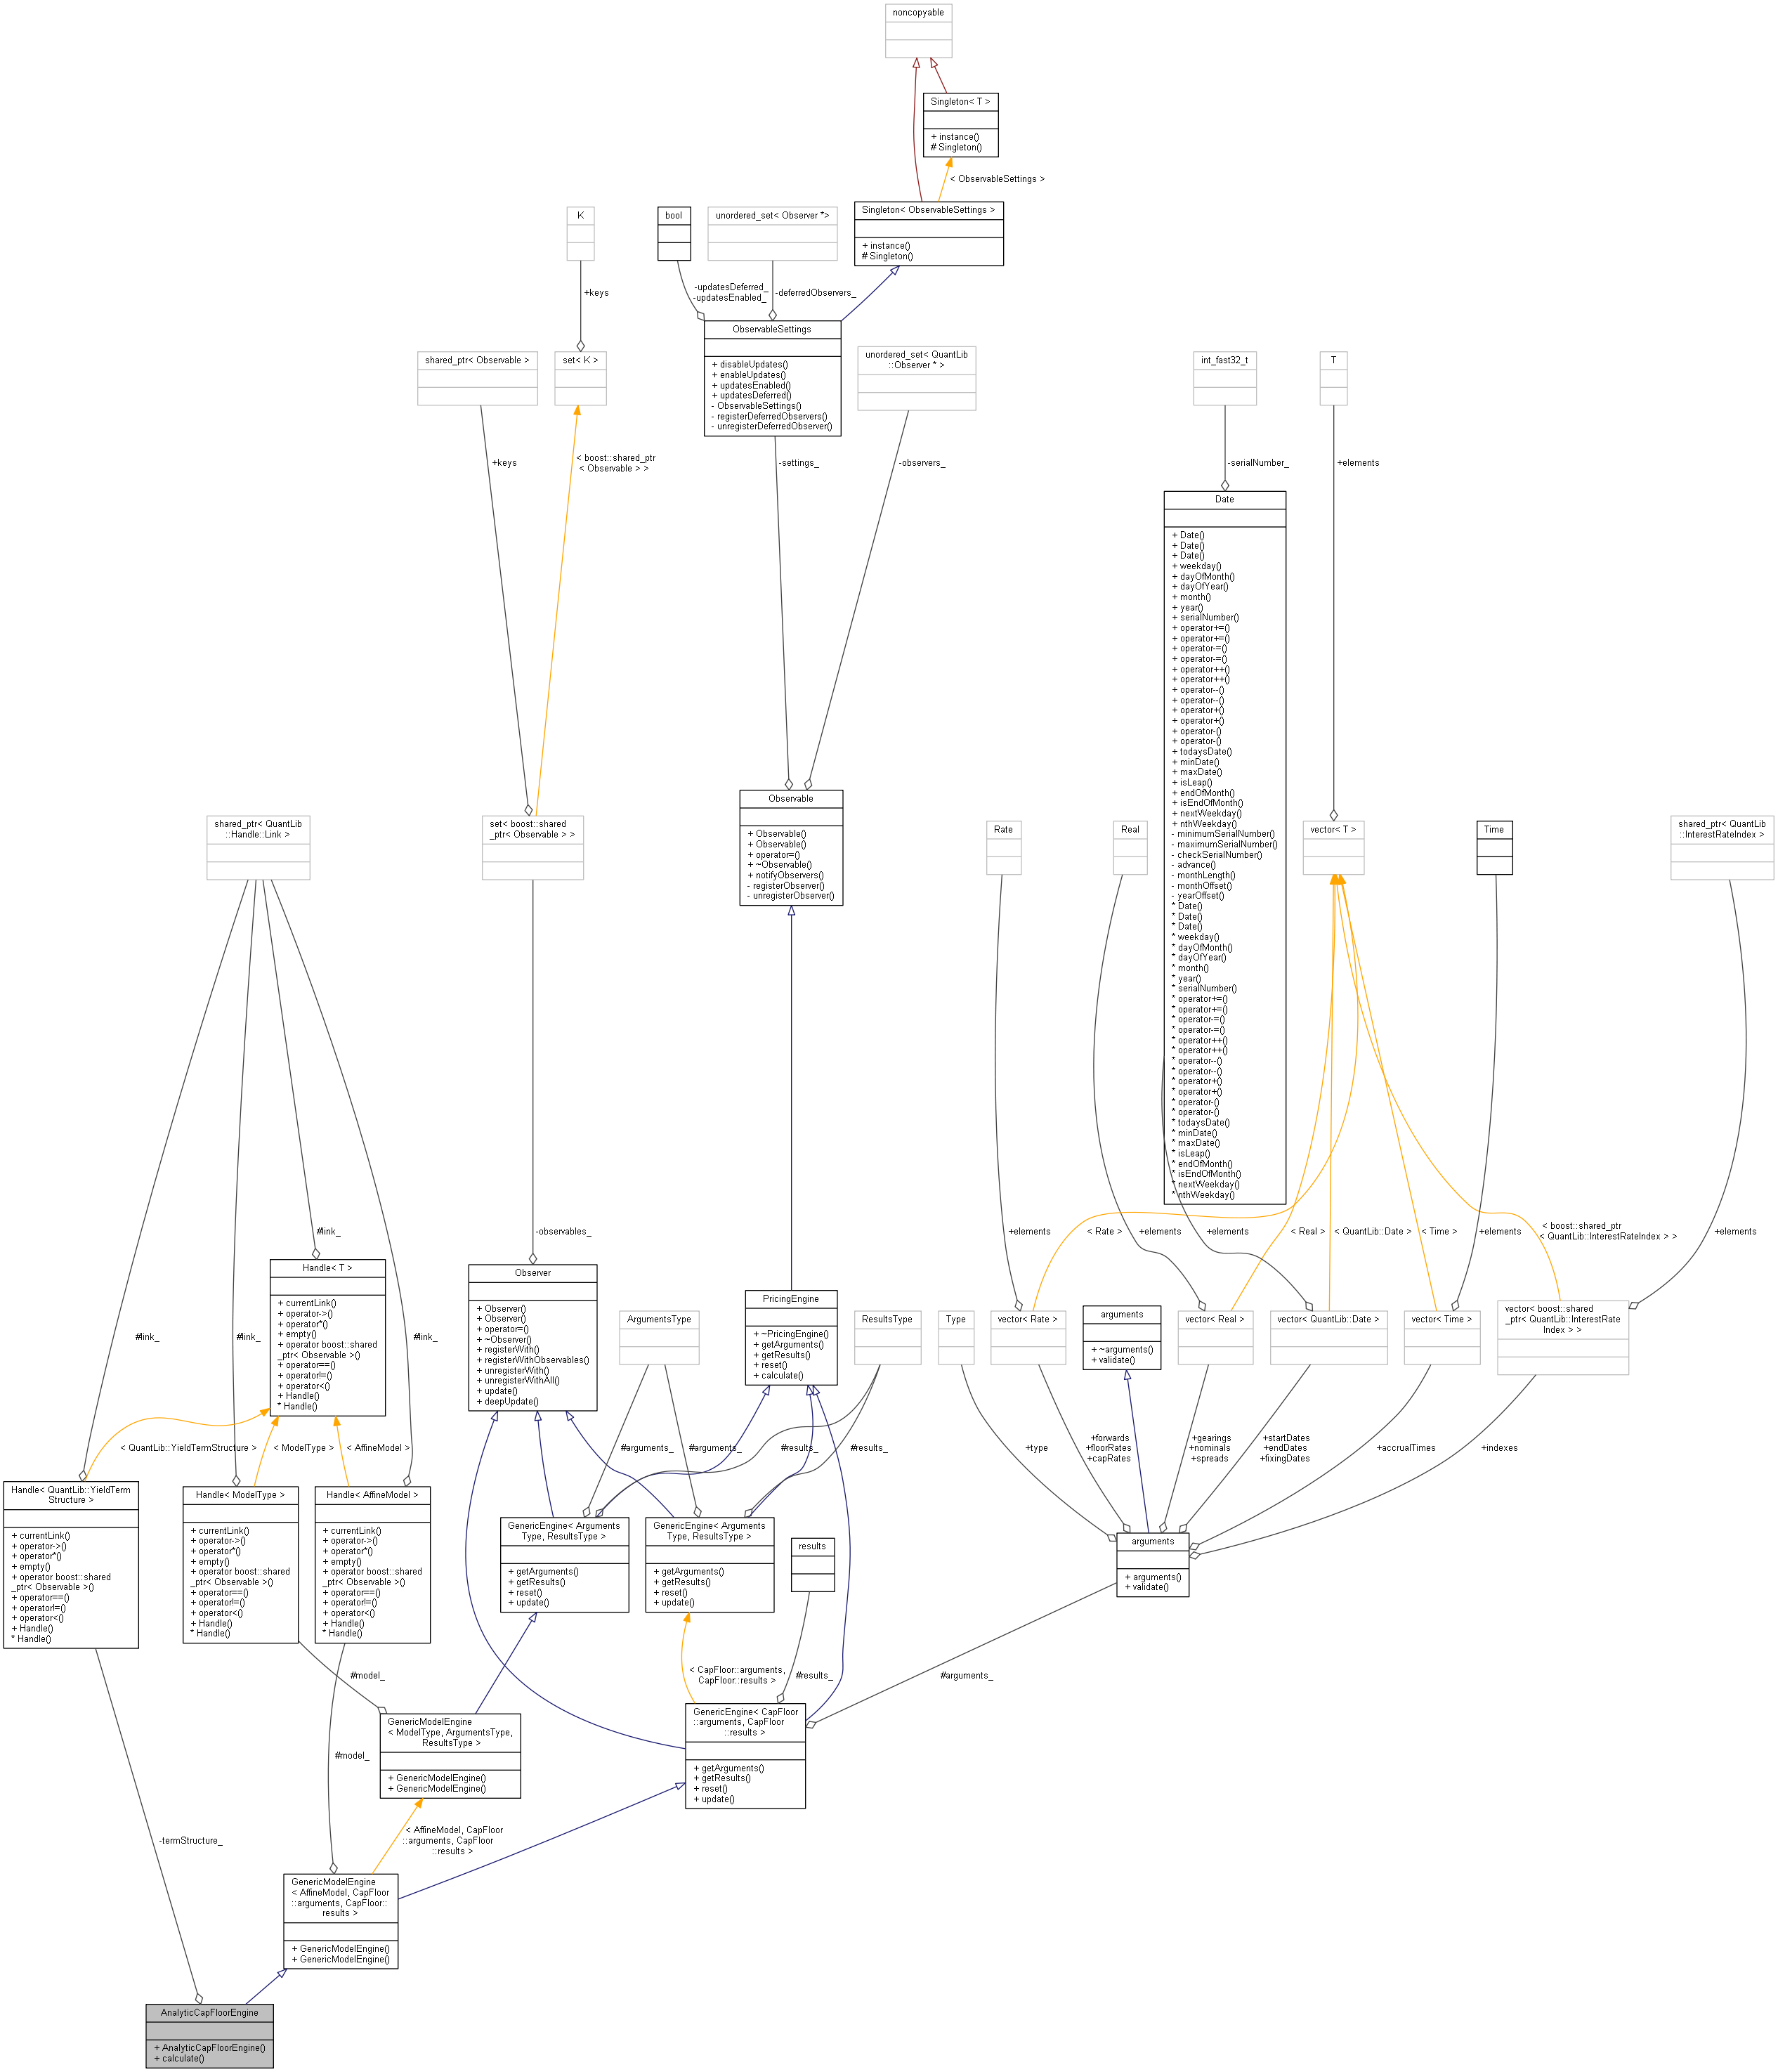 noncopyable
Singleton< T >
+ instance()
# Singleton()
< ObservableSettings >
K
bool
unordered_set< Observer *>
Singleton< ObservableSettings >
+ instance()
# Singleton()
+keys
-updatesDeferred_
-updatesEnabled_
-deferredObservers_
ObservableSettings
+ disableUpdates()
+ enableUpdates()
+ updatesEnabled()
+ updatesDeferred()
- ObservableSettings()
- registerDeferredObservers()
- unregisterDeferredObserver()
shared_ptr< Observable >
set< K >
unordered_set< QuantLib
::Observer * >
int_fast32_t
T
+keys
< boost::shared_ptr
< Observable > >
-settings_
-observers_
-serialNumber_
+elements
Date
+ Date()
+ Date()
+ Date()
+ weekday()
+ dayOfMonth()
+ dayOfYear()
+ month()
+ year()
+ serialNumber()
+ operator+=()
+ operator+=()
+ operator-=()
+ operator-=()
+ operator++()
+ operator++()
+ operator--()
+ operator--()
+ operator+()
+ operator+()
+ operator-()
+ operator-()
+ todaysDate()
+ minDate()
+ maxDate()
+ isLeap()
+ endOfMonth()
+ isEndOfMonth()
+ nextWeekday()
+ nthWeekday()
- minimumSerialNumber()
- maximumSerialNumber()
- checkSerialNumber()
- advance()
- monthLength()
- monthOffset()
- yearOffset()
* Date()
* Date()
* Date()
* weekday()
* dayOfMonth()
* dayOfYear()
* month()
* year()
* serialNumber()
* operator+=()
* operator+=()
* operator-=()
* operator-=()
* operator++()
* operator++()
* operator--()
* operator--()
* operator+()
* operator+()
* operator-()
* operator-()
* todaysDate()
* minDate()
* maxDate()
* isLeap()
* endOfMonth()
* isEndOfMonth()
* nextWeekday()
* nthWeekday()
Observable
+ Observable()
+ Observable()
+ operator=()
+ ~Observable()
+ notifyObservers()
- registerObserver()
- unregisterObserver()
shared_ptr< QuantLib
::Handle::Link >
set< boost::shared
_ptr< Observable > >
Rate
Real
vector< T >
Time
shared_ptr< QuantLib
::InterestRateIndex >
#link_
#link_
#link_
#link_
-observables_
+elements
< Rate >
+elements
+elements
< Real >
< QuantLib::Date >
< Time >
+elements
< boost::shared_ptr
< QuantLib::InterestRateIndex > >
+elements
Handle< T >
+ currentLink()
+ operator->()
+ operator*()
+ empty()
+ operator boost::shared
_ptr< Observable >()
+ operator==()
+ operator!=()
+ operator<()
+ Handle()
* Handle()
Observer
+ Observer()
+ Observer()
+ operator=()
+ ~Observer()
+ registerWith()
+ registerWithObservables()
+ unregisterWith()
+ unregisterWithAll()
+ update()
+ deepUpdate()
ArgumentsType
PricingEngine
+ ~PricingEngine()
+ getArguments()
+ getResults()
+ reset()
+ calculate()
ResultsType
Type
vector< Rate >
arguments
+ ~arguments()
+ validate()
vector< Real >
vector< QuantLib::Date >
vector< Time >
vector< boost::shared
_ptr< QuantLib::InterestRate
Index > >
< QuantLib::YieldTermStructure >
< ModelType >
< AffineModel >
#arguments_
#arguments_
#results_
#results_
+type
+forwards
+floorRates
+capRates
+gearings
+nominals
+spreads
+startDates
+endDates
+fixingDates
+accrualTimes
+indexes
Handle< QuantLib::YieldTerm
Structure >
+ currentLink()
+ operator->()
+ operator*()
+ empty()
+ operator boost::shared
_ptr< Observable >()
+ operator==()
+ operator!=()
+ operator<()
+ Handle()
* Handle()
Handle< ModelType >
+ currentLink()
+ operator->()
+ operator*()
+ empty()
+ operator boost::shared
_ptr< Observable >()
+ operator==()
+ operator!=()
+ operator<()
+ Handle()
* Handle()
Handle< AffineModel >
+ currentLink()
+ operator->()
+ operator*()
+ empty()
+ operator boost::shared
_ptr< Observable >()
+ operator==()
+ operator!=()
+ operator<()
+ Handle()
* Handle()
GenericEngine< Arguments
Type, ResultsType >
+ getArguments()
+ getResults()
+ reset()
+ update()
GenericEngine< Arguments
Type, ResultsType >
+ getArguments()
+ getResults()
+ reset()
+ update()
results
arguments
+ arguments()
+ validate()
#model_
< CapFloor::arguments,
CapFloor::results >
#results_
#arguments_
GenericModelEngine
< ModelType, ArgumentsType,
ResultsType >
+ GenericModelEngine()
+ GenericModelEngine()
GenericEngine< CapFloor
::arguments, CapFloor
::results >
+ getArguments()
+ getResults()
+ reset()
+ update()
#model_
-termStructure_
< AffineModel, CapFloor
::arguments, CapFloor
::results >
GenericModelEngine
< AffineModel, CapFloor
::arguments, CapFloor::
results >
+ GenericModelEngine()
+ GenericModelEngine()
AnalyticCapFloorEngine
+ AnalyticCapFloorEngine()
+ calculate()